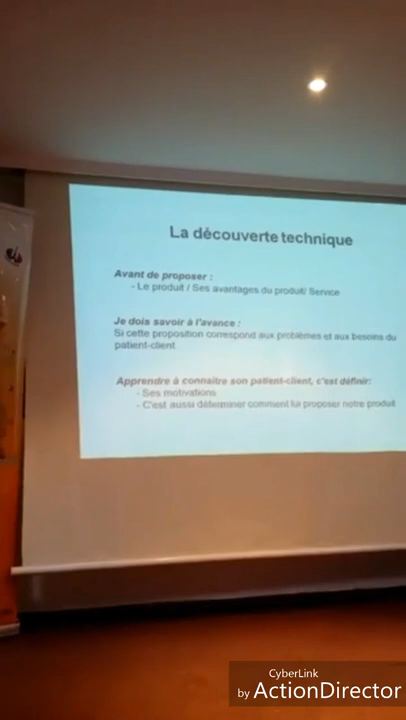 La découverte technique
Avant de proposer :
- Le produit / Ses avantages du produit/ Service
Je dois savoir à l'avance :
Si cette proposition correspond aux problèmes et aux besoins du
patient-client
Apprendre à connaitre son patient-client, c'est définir:
- Ses motivations
- C'est aussi déterminer comment lui proposer notre produit
CyberLink
by ActionDirector